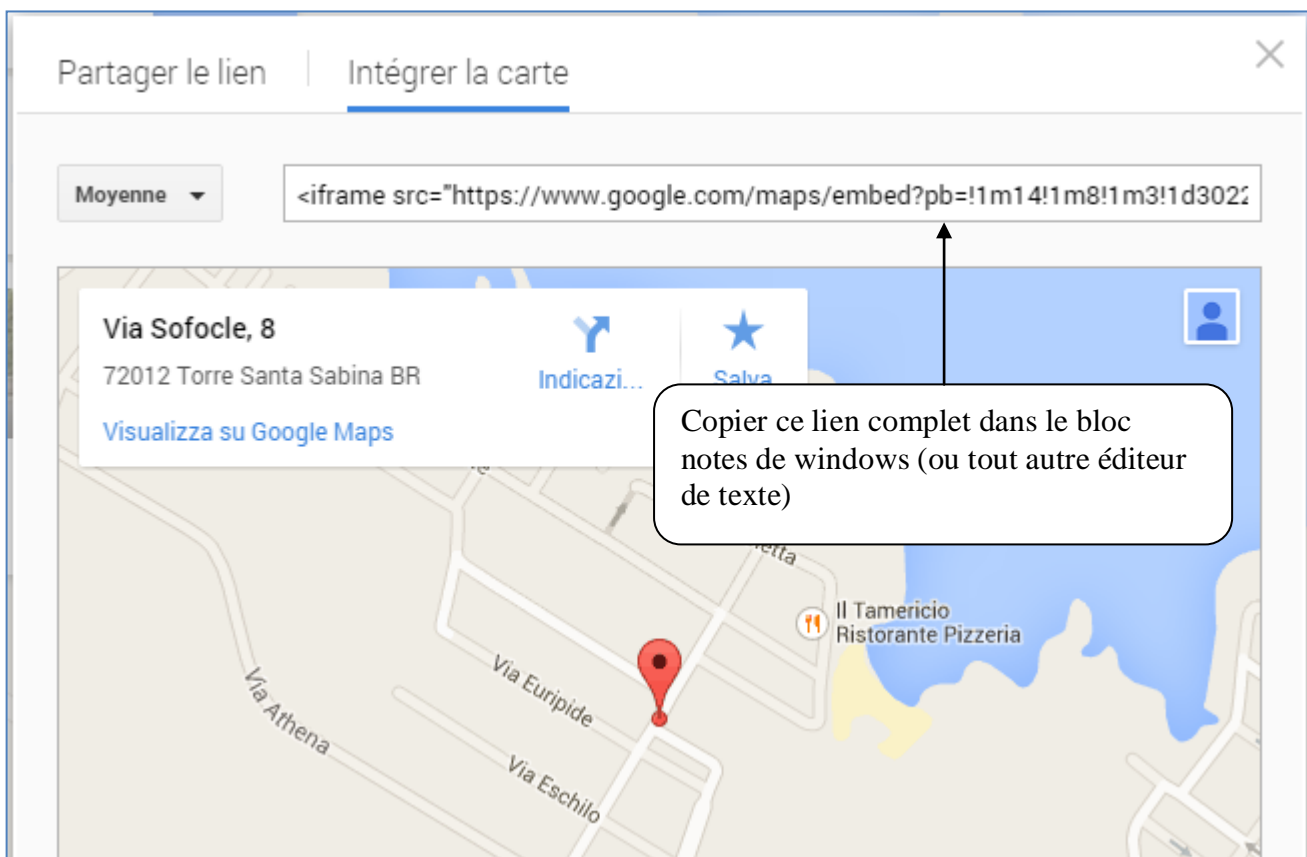 Partager le lien
Intégrer la carte
Moyenne
<iframe src="https://www.google.com/maps/embed?pb=!1m14!1m8!1m3!1d3022
Via Sofocle, 8
72012 Torre Santa Sabina BR
Indicazi...
Salva
Visualizza su Google Maps
Copier ce lien complet dans le bloc
notes de windows (ou tout autre éditeur
de texte)
Il Tamericio
Ristorante Pizzeria
Via Euripide
Via Athena
Via Eschilo